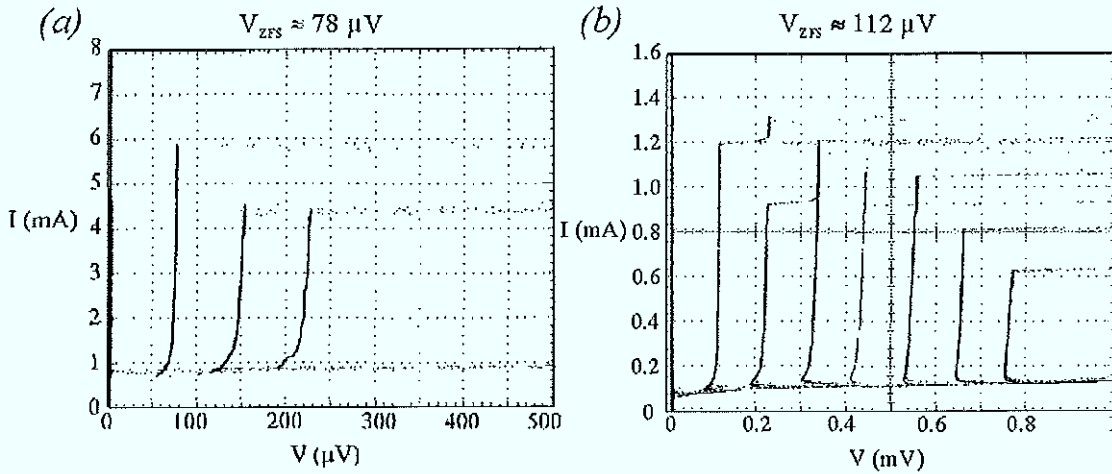 (a)
V_ZFS ≈ 78 µV
8
7
6
5
4
3
2
1
0
I (mA)
0 100 200 300 400 500
V (µV)
(b)
V_ZFS ≈ 112 µV
1.6
1.4
1.2
1.0
0.8
0.6
0.4
0.2
0
I (mA)
0 0.2 0.4 0.6 0.8 1
V (mV)